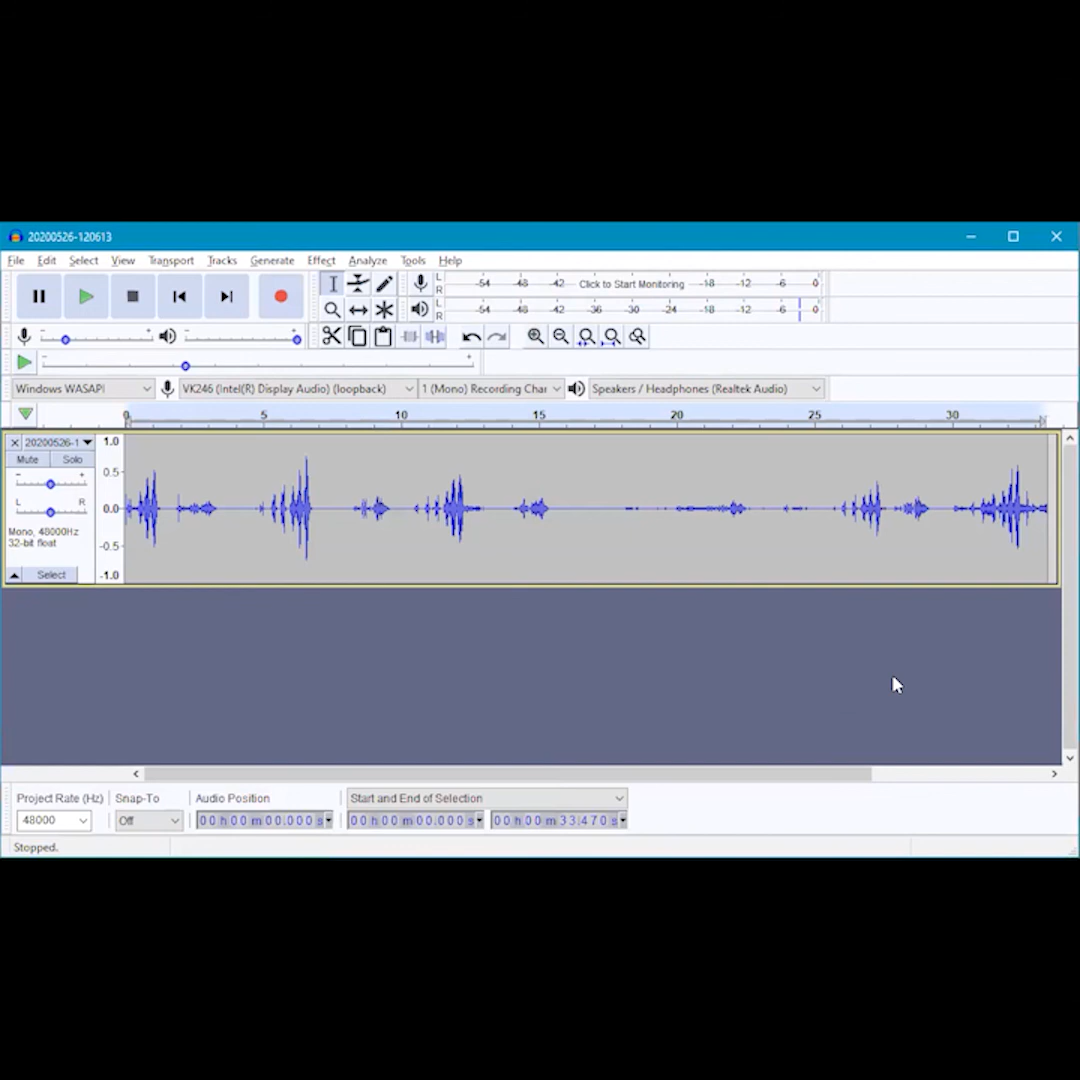 20200526-120613
File Edit Select View Transport Tracks Generate Effect Analyze Tools Help
L R -54 -48 -42 Click to Start Monitoring -18 -12 -6 0
L R -54 -48 -42 -36 -30 -24 -18 -12 -6 0
- + - +
- +
Windows WASAPI VK246 (Intel(R) Display Audio) (loopback) 1 (Mono) Recording Char Speakers / Headphones (Realtek Audio)
0 5 10 15 20 25 30
20200526-1 1.0
Mute Solo
- + 0.5
L R 0.0
Mono, 48000Hz
32-bit float -0.5
Select -1.0
Project Rate (Hz) Snap-To Audio Position Start and End of Selection
48000 Off 00 h 00 m 00.000 s 00 h 00 m 00.000 s 00 h 00 m 33.470 s
Stopped.